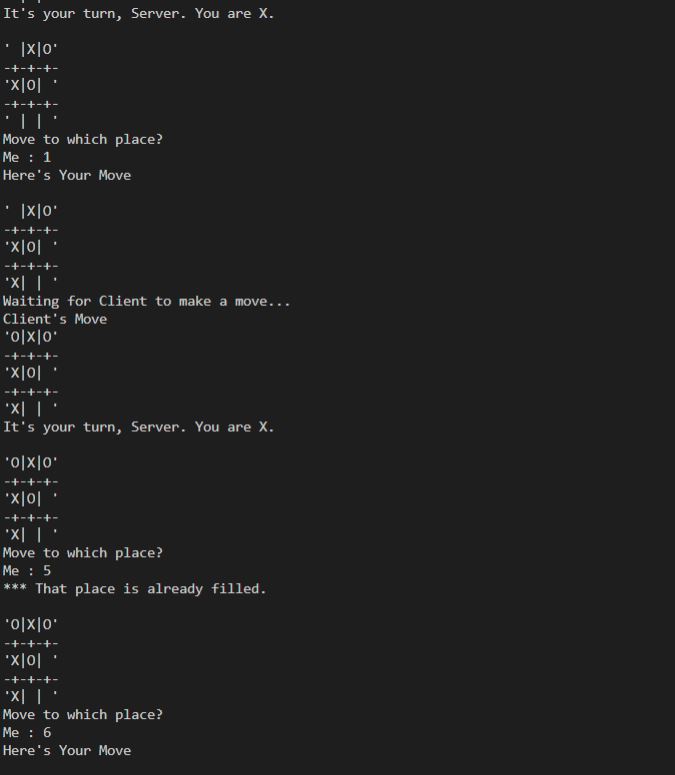 It's your turn, Server. You are X.
' |X|O'
-+-+-+-
'X|O| '
-+-+-+-
' | | '
Move to which place?
Me : 1
Here's Your Move
' |X|O'
-+-+-+-
'X|O| '
-+-+-+-
'X| | '
Waiting for Client to make a move...
Client's Move
'O|X|O'
-+-+-+-
'X|O| '
-+-+-+-
'X| | '
It's your turn, Server. You are X.
'O|X|O'
-+-+-+-
'X|O| '
-+-+-+-
'X| | '
Move to which place?
Me : 5
*** That place is already filled.
'O|X|O'
-+-+-+-
'X|O| '
-+-+-+-
'X| | '
Move to which place?
Me : 6
Here's Your Move